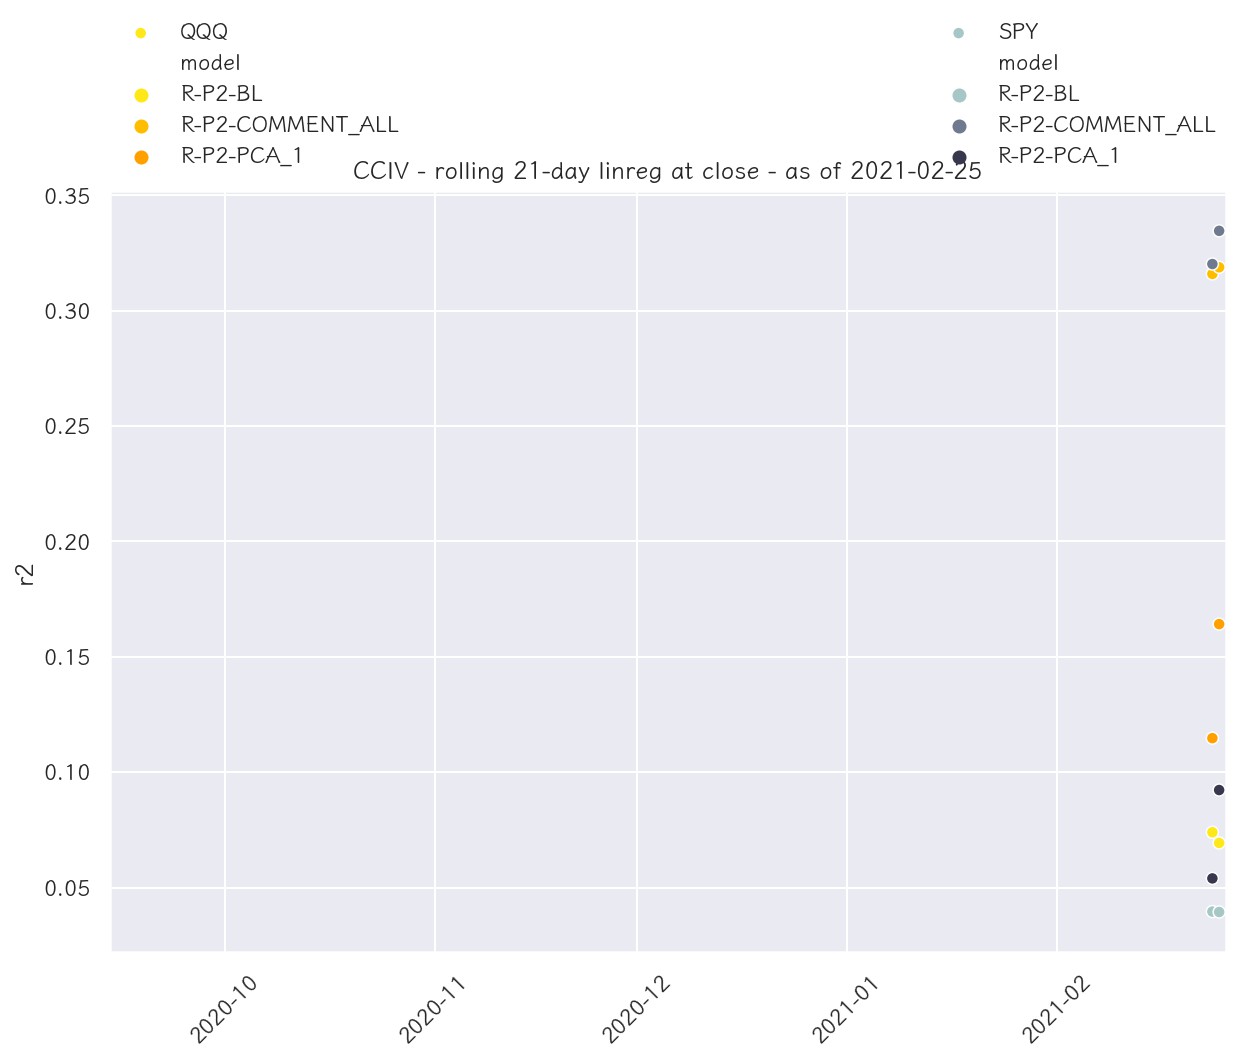 QQQ
model
R-P2-BL
R-P2-COMMENT_ALL
R-P2-PCA_1
SPY
model
R-P2-BL
R-P2-COMMENT_ALL
R-P2-PCA_1
CCIV - rolling 21-day linreg at close - as of 2021-02-25
0.35
0.30
0.25
0.20
0.15
0.10
0.05
r2
2020-10
2020-11
2020-12
2021-01
2021-02